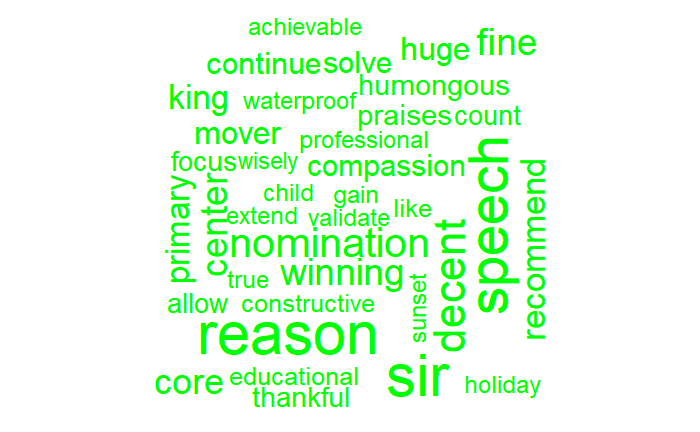 achievable
huge
fine
continue
solve
humongous
king
waterproof
praises
count
mover
professional
speech
focus
wisely
compassion
recommend
primary
center
child
gain
like
extend
validate
nomination
decent
true
winning
sunset
allow
constructive
reason
sir
core
educational
holiday
thankful